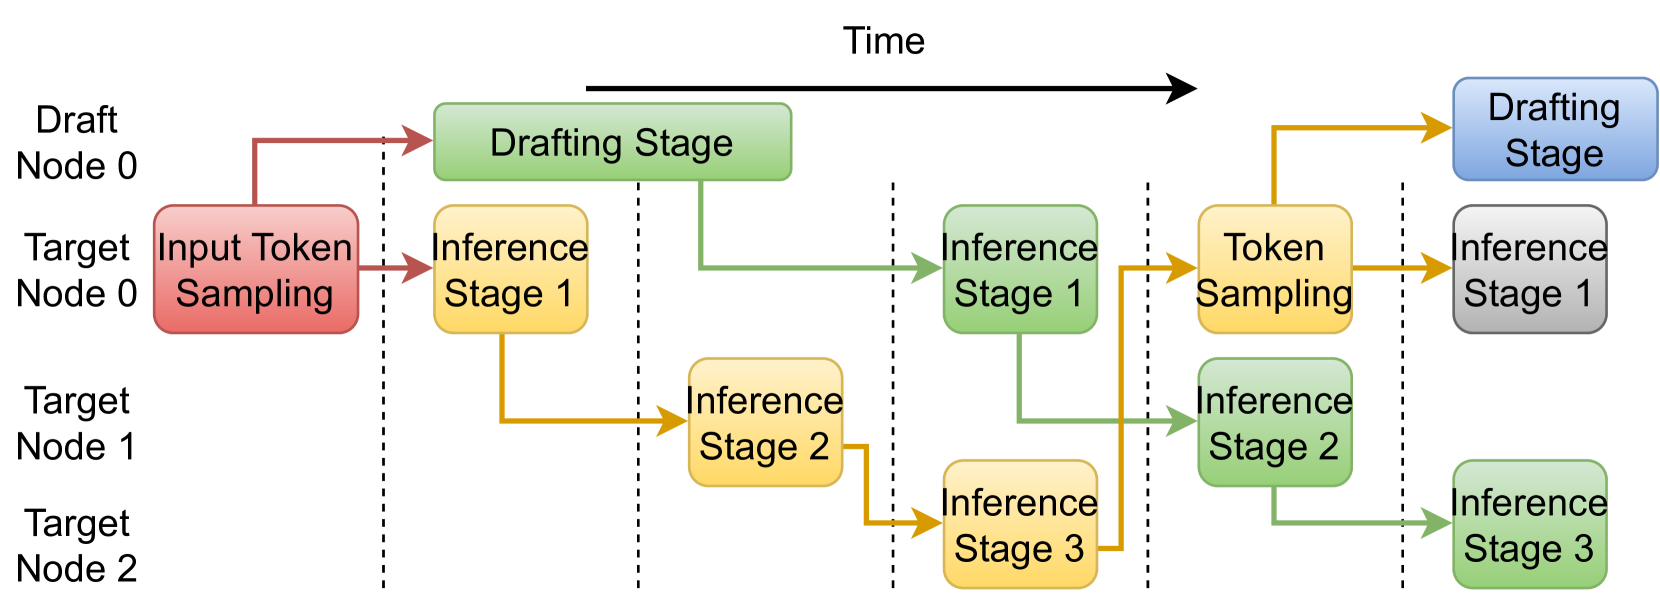 Time
Draft
Node 0
Drafting Stage
Drafting
Stage
Target
Node 0
Input Token
Sampling
Inference
Stage 1
Inference
Stage 1
Token
Sampling
Inference
Stage 1
Target
Node 1
Inference
Stage 2
Inference
Stage 2
Target
Node 2
Inference
Stage 3
Inference
Stage 3